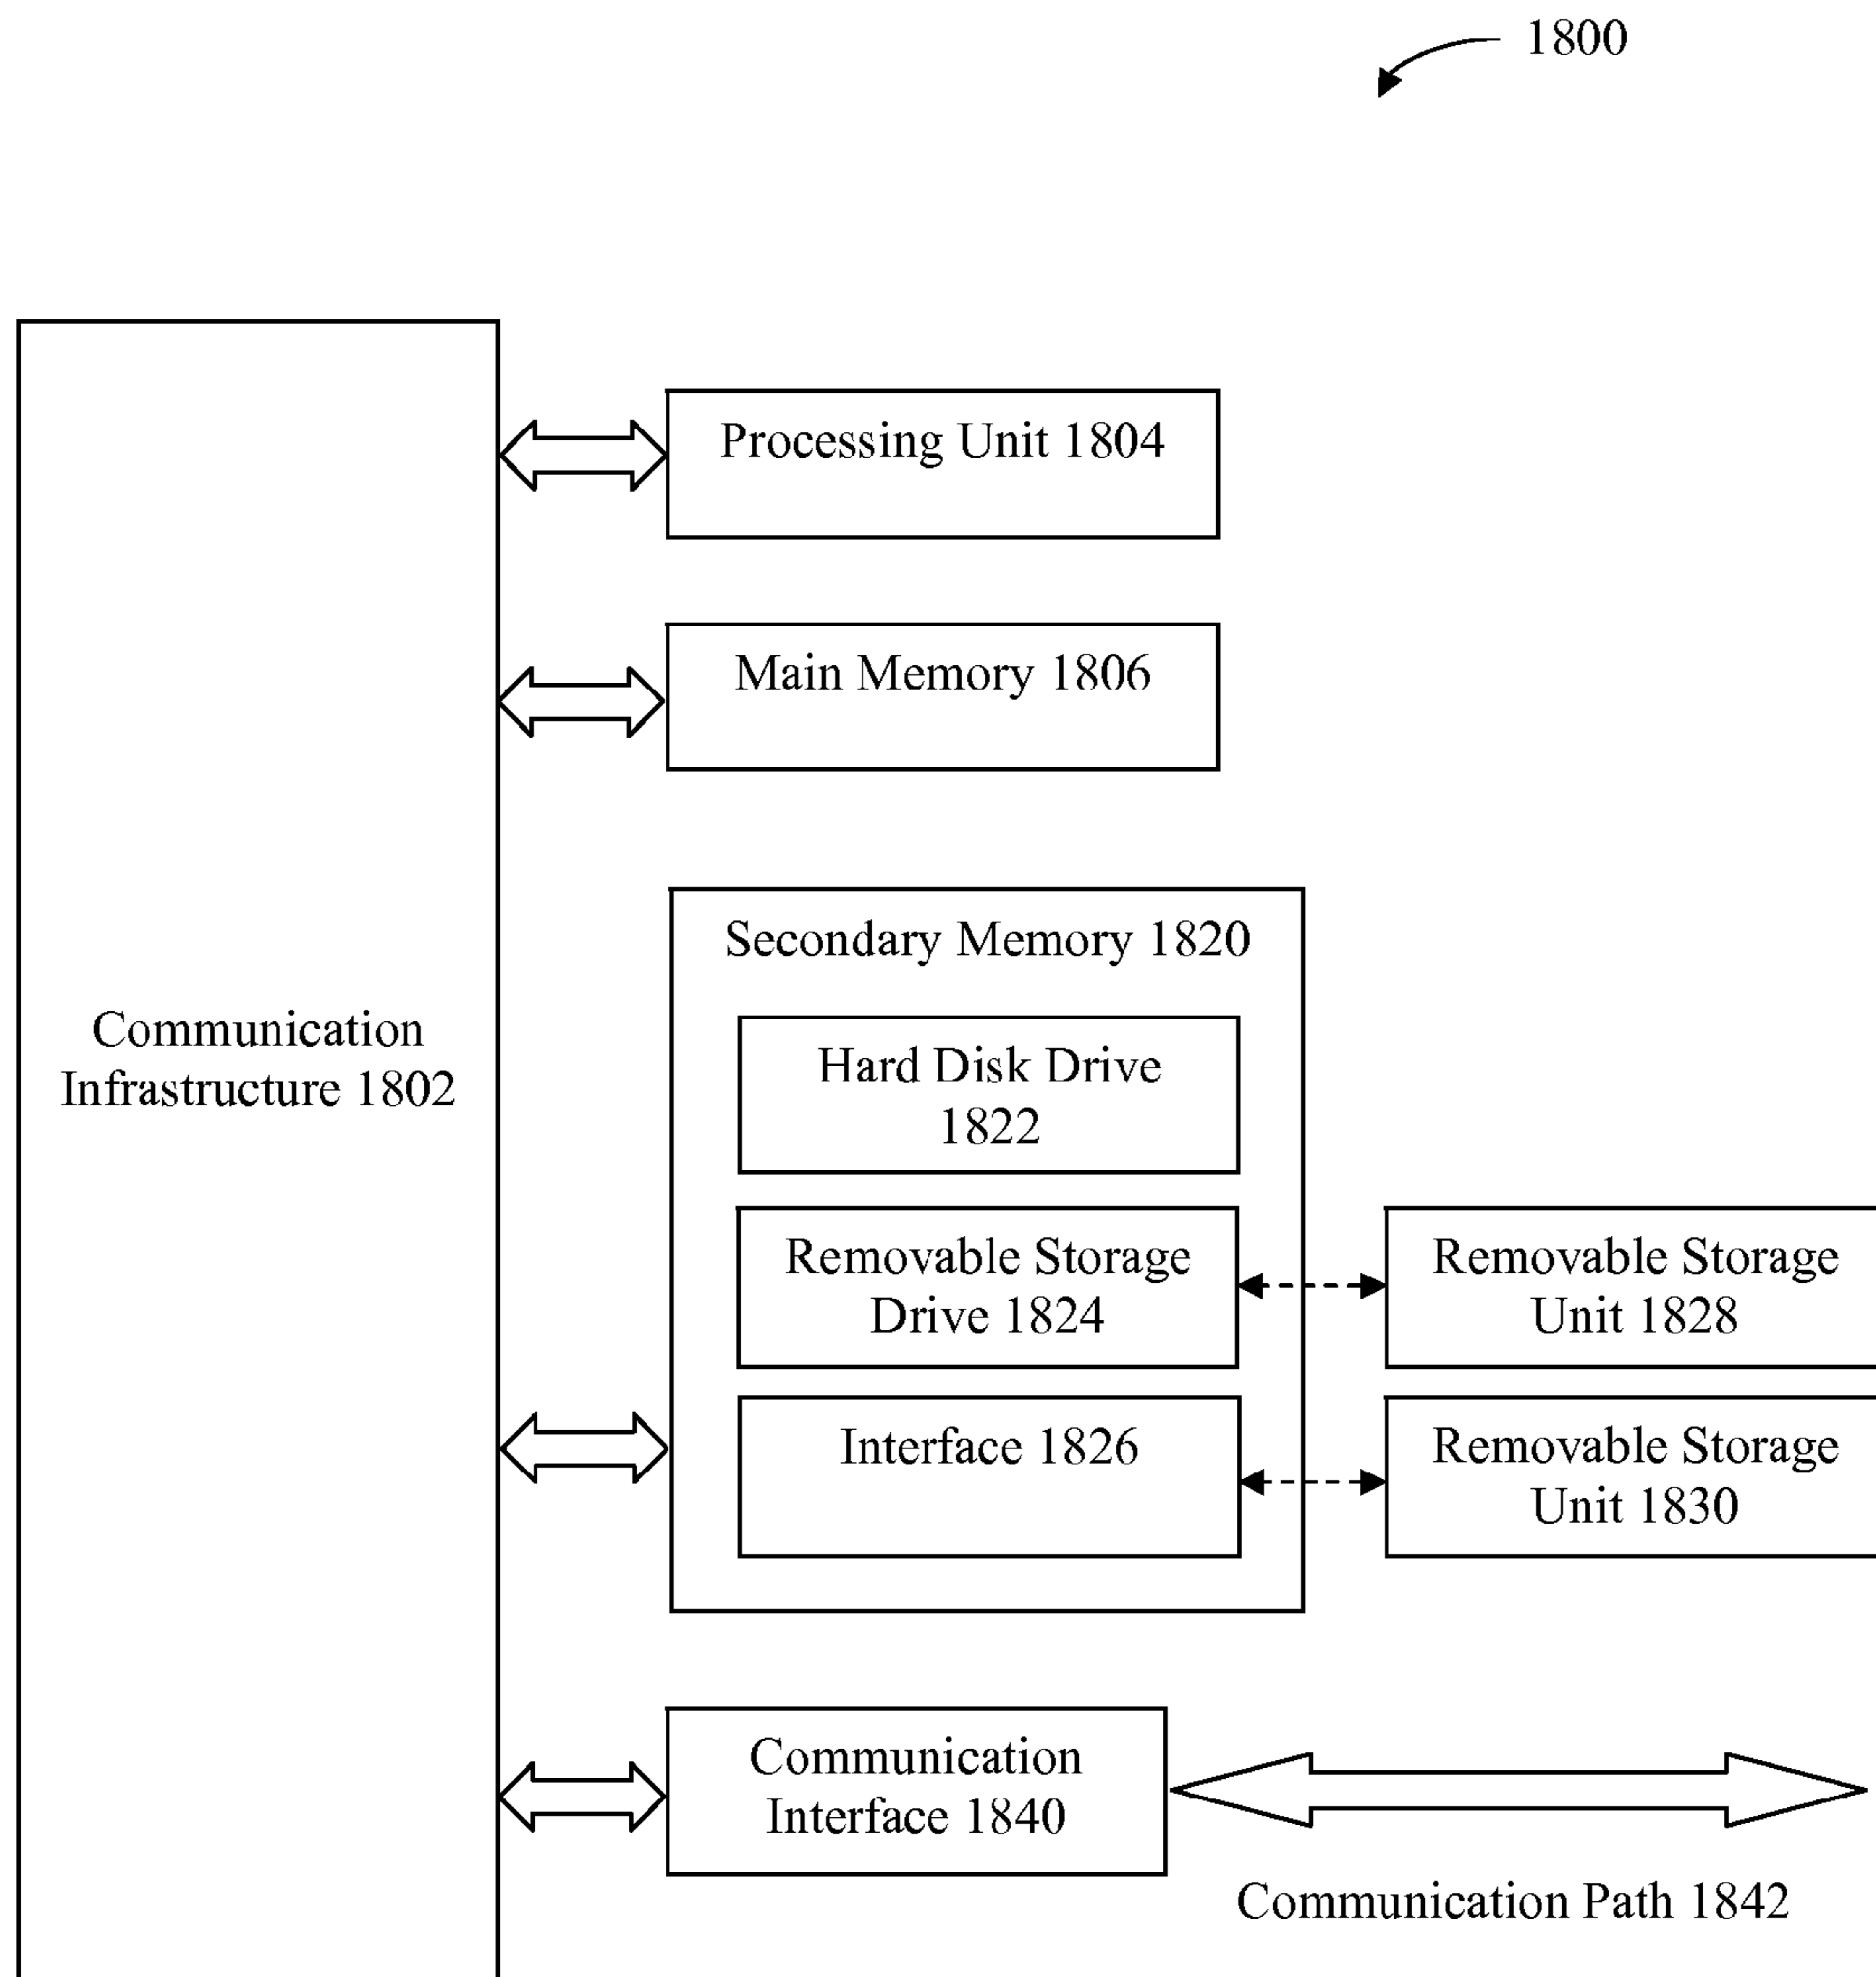 1800
Processing Unit 1804
Main Memory 1806
Secondary Memory 1820
Communication
Infrastructure 1802
Hard Disk Drive
1822
Removable Storage
Drive 1824
Removable Storage
Unit 1828
Interface 1826
Removable Storage
Unit 1830
Communication
Interface 1840
Communication Path 1842